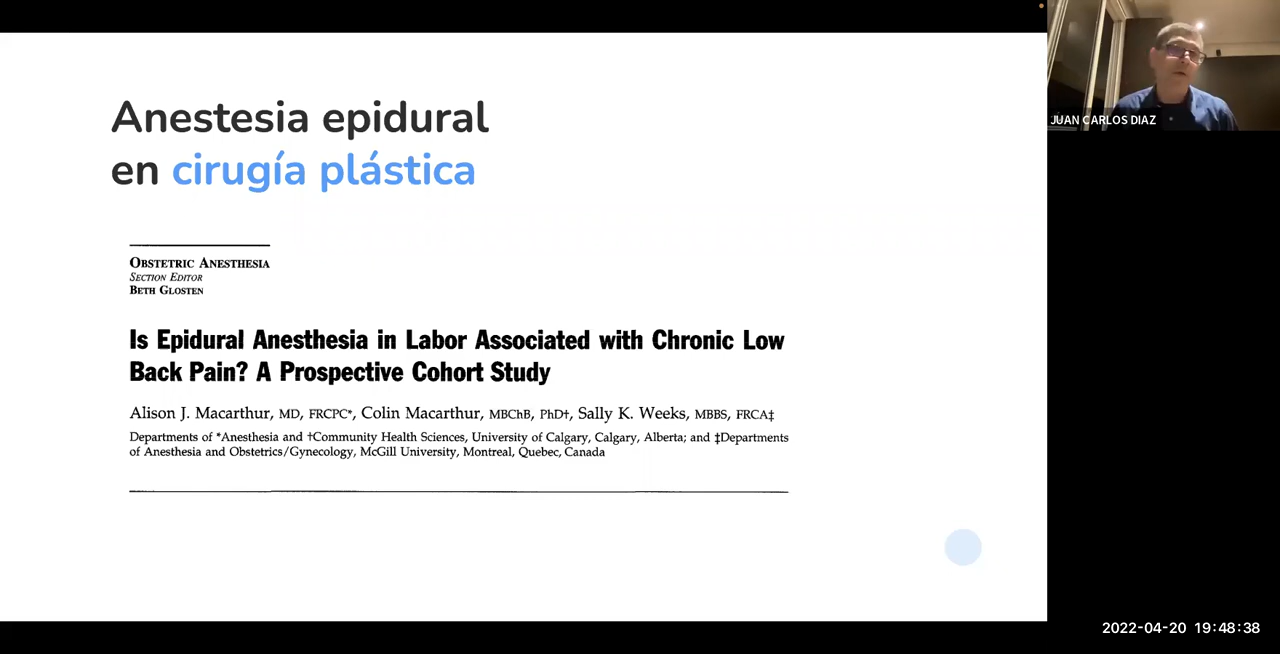 Anestesia epidural
en cirugía plástica
OBSTETRIC ANESTHESIA
SECTION EDITOR
BETH GLOSTEN
Is Epidural Anesthesia in Labor Associated with Chronic Low
Back Pain? A Prospective Cohort Study
Alison J. Macarthur, MD, FRCPC*, Colin Macarthur, MBChB, PhD†, Sally K. Weeks, MBBS, FRCA‡
Departments of *Anesthesia and †Community Health Sciences, University of Calgary, Calgary, Alberta; and ‡Departments
of Anesthesia and Obstetrics/Gynecology, McGill University, Montreal, Quebec, Canada
JUAN CARLOS DIAZ
2022-04-20 19:48:38